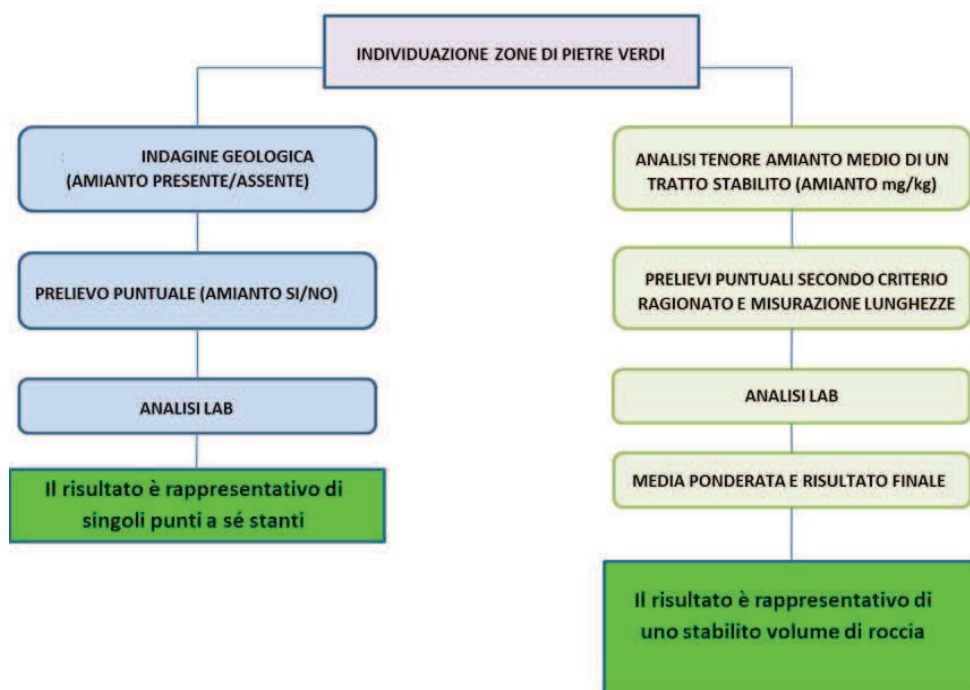 INDIVIDUAZIONE ZONE DI PIETRE VERDI
INDAGINE GEOLOGICA
(AMIANTO PRESENTE/ASSENTE)
PRELIEVO PUNTUALE (AMIANTO SI/NO)
ANALISI LAB
Il risultato è rappresentativo di
singoli punti a sé stanti
ANALISI TENORE AMIANTO MEDIO DI UN
TRATTO STABILITO (AMIANTO mg/kg)
PRELIEVI PUNTUALI SECONDO CRITERIO
RAGIONATO E MISURAZIONE LUNGHEZZE
ANALISI LAB
MEDIA PONDERATA E RISULTATO FINALE
Il risultato è rappresentativo di
uno stabilito volume di roccia